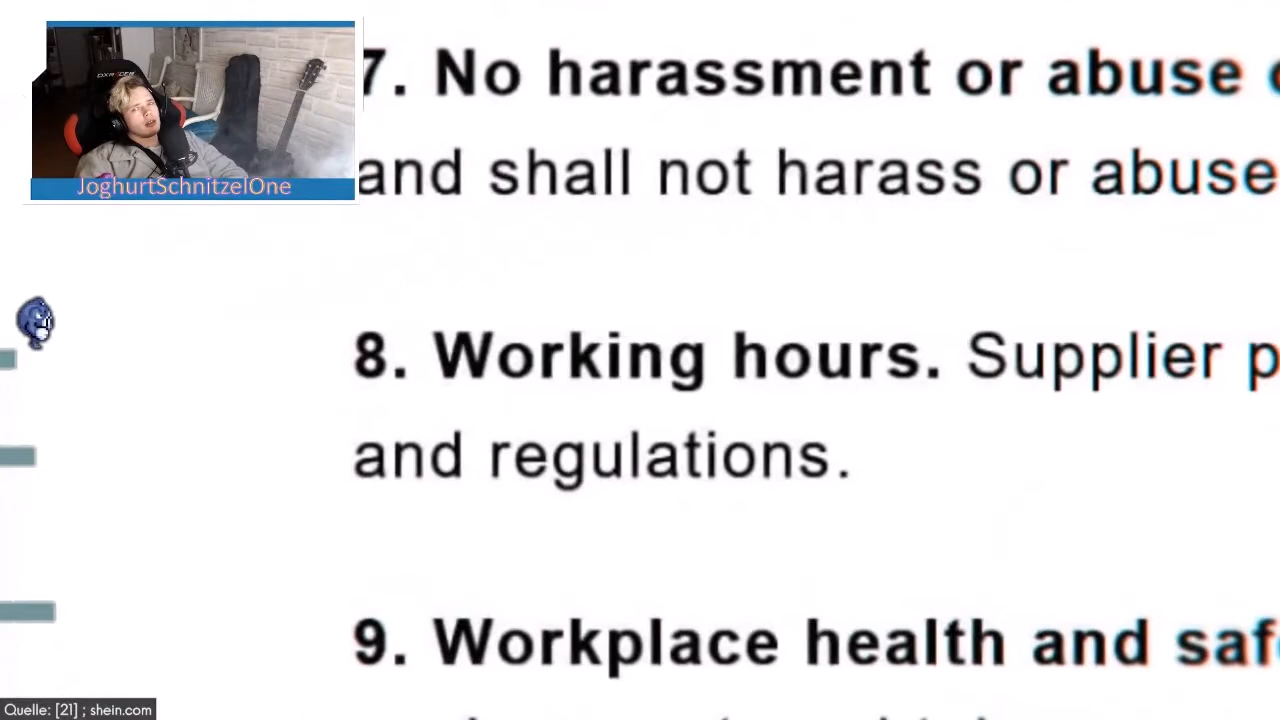 DXRACER
JoghurtSchnitzelOne
7. No harassment or abuse
and shall not harass or abuse
8. Working hours. Supplier
and regulations.
9. Workplace health and
Quelle: [21] ; shein.com